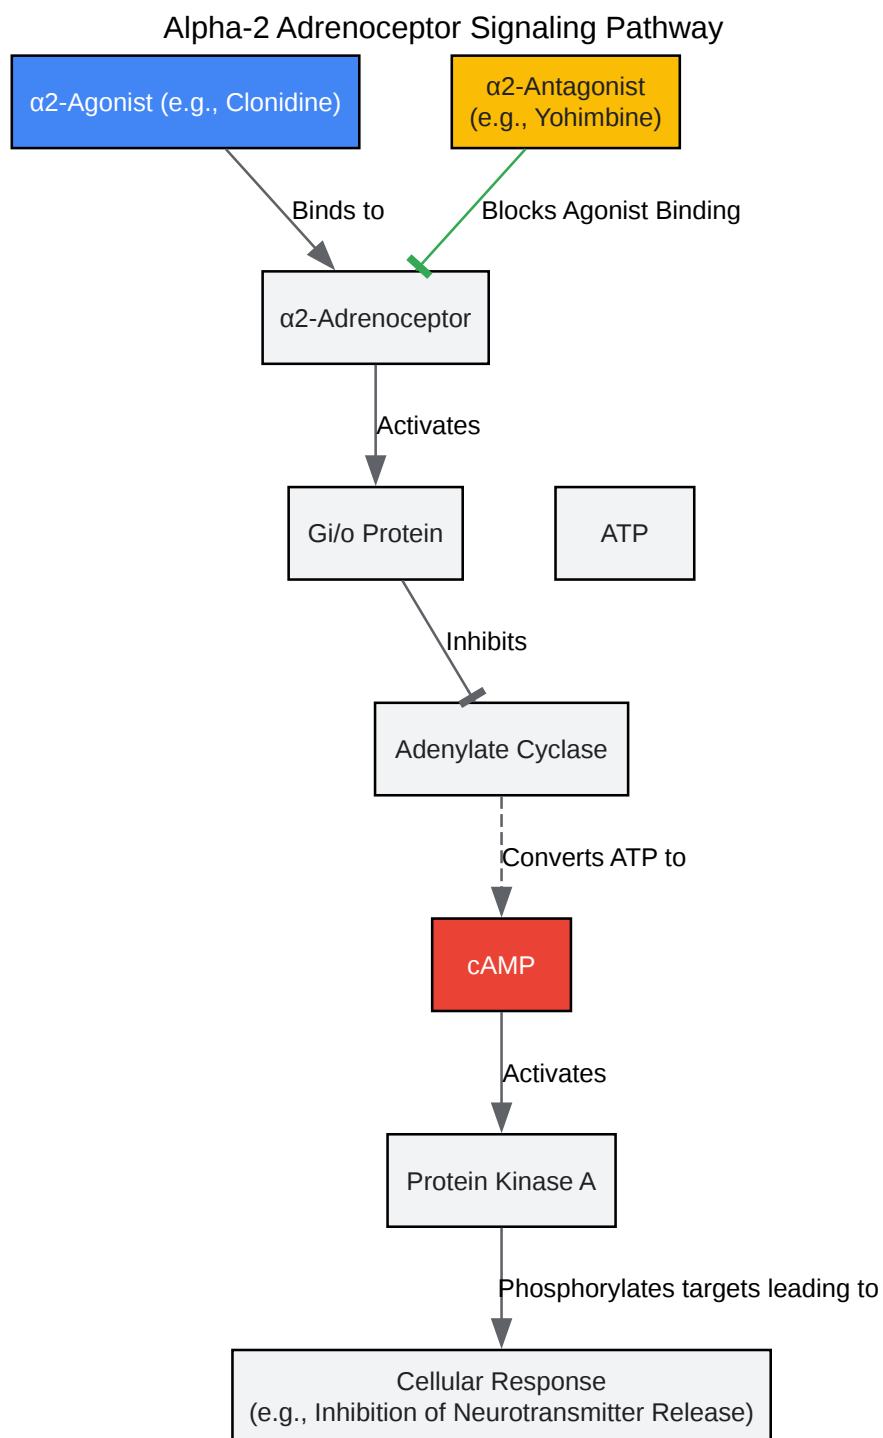 Alpha-2 Adrenoceptor Signaling Pathway
α2-Agonist (e.g., Clonidine)
α2-Antagonist
(e.g., Yohimbine)
Binds to
Blocks Agonist Binding
α2-Adrenoceptor
Activates
Gi/o Protein
ATP
Inhibits
Adenylate Cyclase
Converts ATP to
cAMP
Activates
Protein Kinase A
Phosphorylates targets leading to
Cellular Response
(e.g., Inhibition of Neurotransmitter Release)